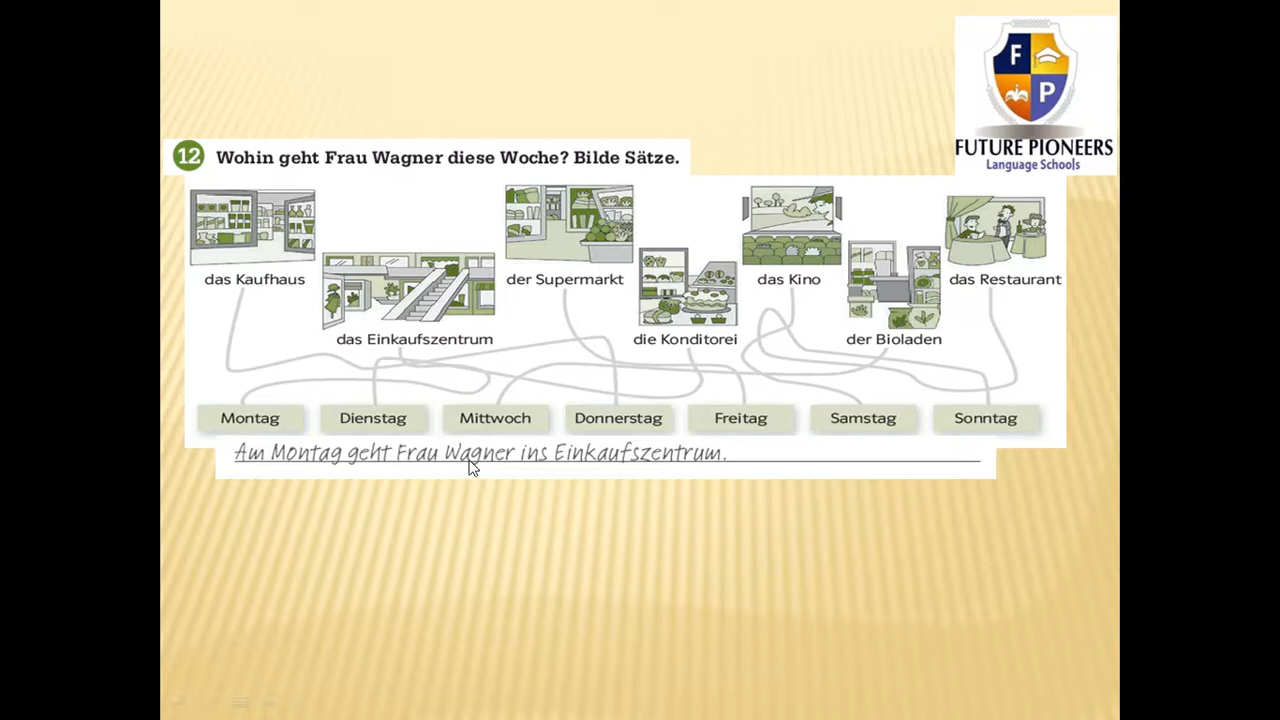 F
P
FUTURE PIONEERS
Language Schools
12 Wohin geht Frau Wagner diese Woche? Bilde Sätze.
das Kaufhaus
der Supermarkt
das Kino
das Restaurant
das Einkaufszentrum
die Konditorei
der Bioladen
Montag Dienstag Mittwoch Donnerstag Freitag Samstag Sonntag
Am Montag geht Frau Wagner ins Einkaufszentrum.